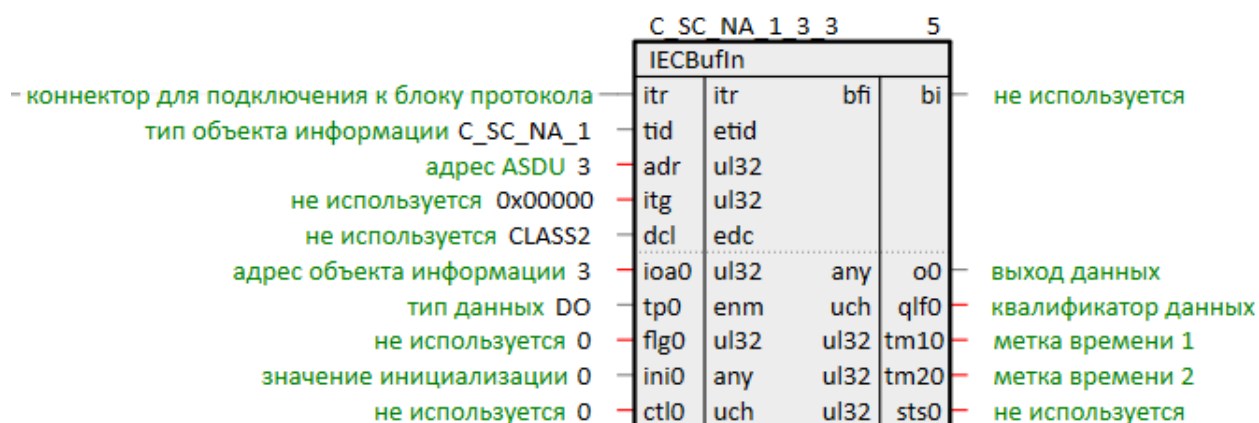 C_SC_NA_1_3_3 5
IECBufIn
коннектор для подключения к блоку протокола itr itr bfi bi не используется
тип объекта информации C_SC_NA_1 tid etid
адрес ASDU 3 adr ul32
не используется 0x00000 itg ul32
не используется CLASS2 dcl edc
адрес объекта информации 3 ioa0 ul32 any o0 выход данных
тип данных DO tp0 enm uch qlf0 квалификатор данных
не используется 0 flg0 ul32 ul32 tm10 метка времени 1
значение инициализации 0 ini0 any ul32 tm20 метка времени 2
не используется 0 ctl0 uch ul32 sts0 не используется